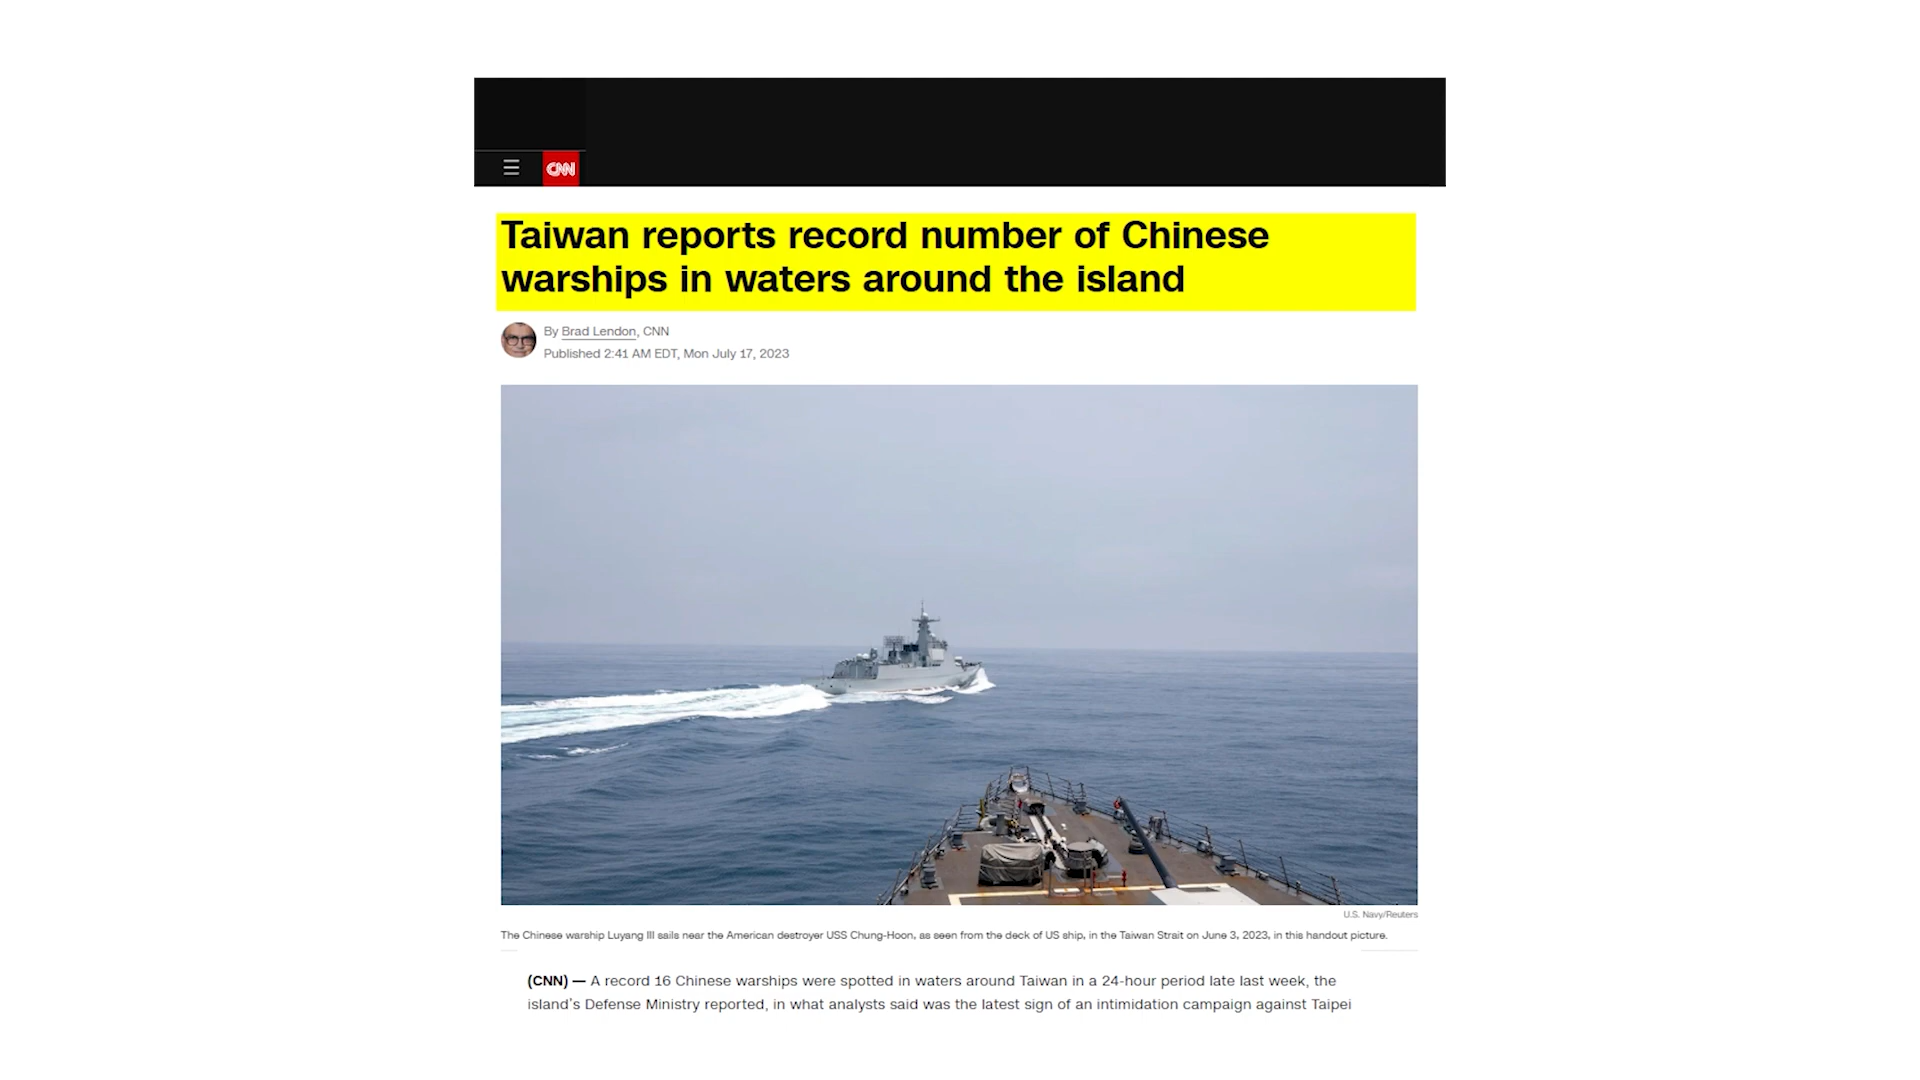 CNN
Taiwan reports record number of Chinese
warships in waters around the island
By Brad Lendon, CNN
Published 2:41 AM EDT, Mon July 17, 2023
U.S. Navy/Reuters
The Chinese warship Luyang III sails near the American destroyer USS Chung-Hoon, as seen from the deck of US ship, in the Taiwan Strait on June 3, 2023, in this handout picture.
(CNN) — A record 16 Chinese warships were spotted in waters around Taiwan in a 24-hour period late last week, the
island's Defense Ministry reported, in what analysts said was the latest sign of an intimidation campaign against Taipei